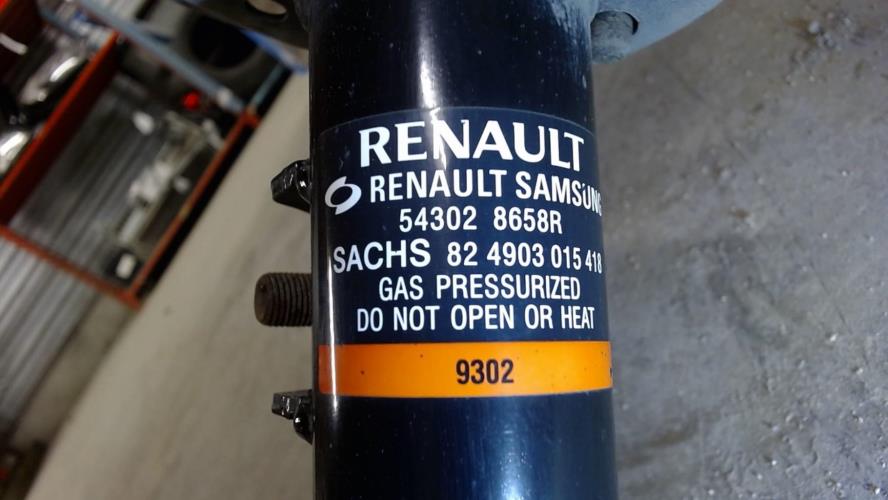 RENAULT
RENAULT SAMSUNG
54302 8658R
SACHS 82 4903 015 418
GAS PRESSURIZED
DO NOT OPEN OR HEAT
9302